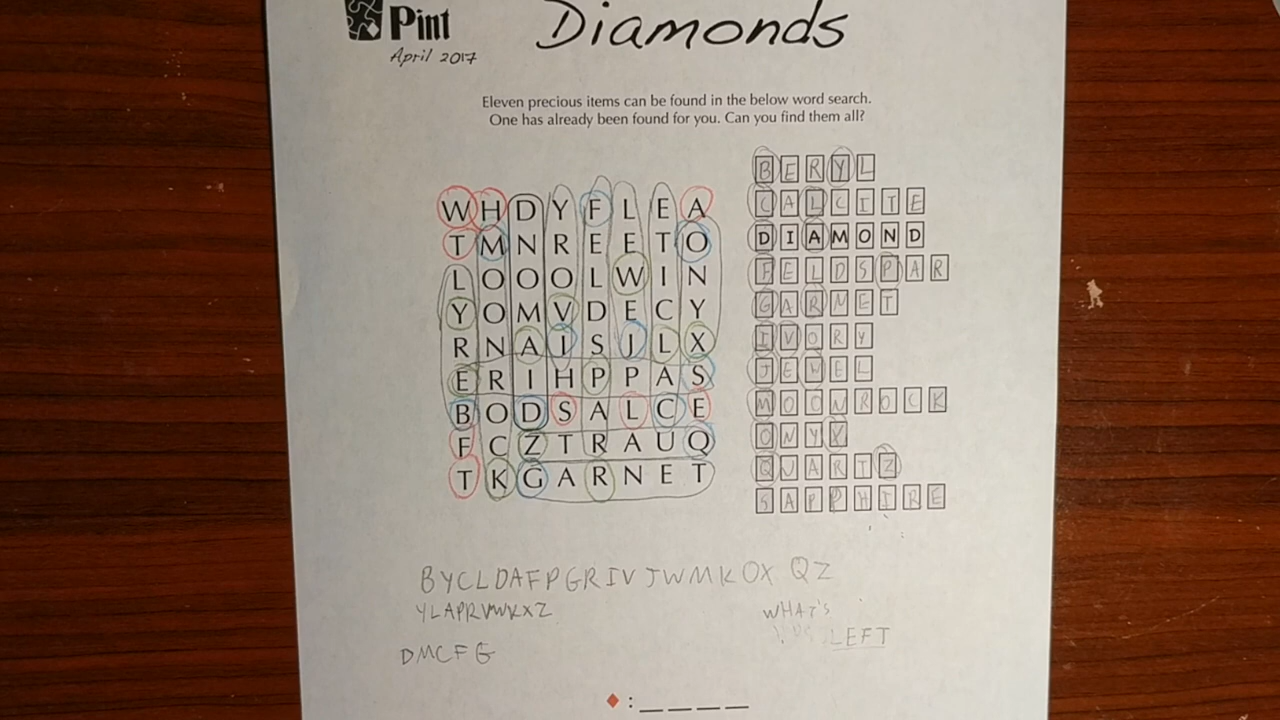 Pint
Diamonds
April 2017
Eleven precious items can be found in the below word search.
One has already been found for you. Can you find them all?
W H D Y F L E A
T M N R E E T O
L O O O L W I N
Y O M V D E C Y
R N A I S J L X
E R I H P P A S
B O D S A L C E
F C Z T R A U Q
T K G A R N E T
BERYL
CALCITE
DIAMOND
FELDSPAR
GARNET
IVORY
JEWEL
MOONROCK
ONYX
QUARTZ
SAPPHIRE
BYCLDAFPGRIVJWMKOX QZ
YLAPRVWKXZ
WHAT'S
LEFT
DMCFG
♦ : _ _ _ _